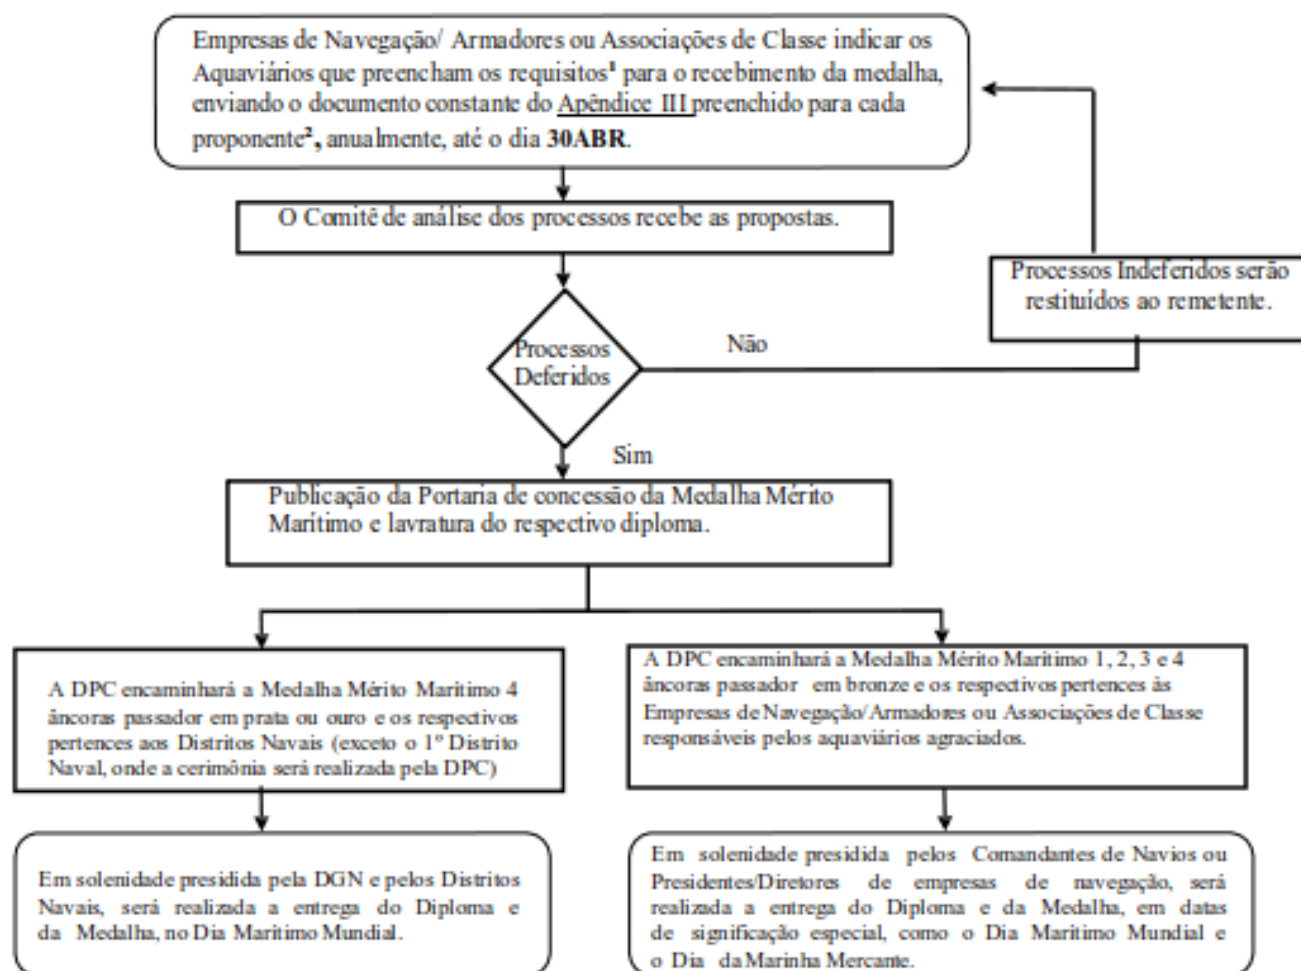 Empresas de Navegação/ Armadores ou Associações de Classe indicar os
Aquaviários que preencham os requisitos¹ para o recebimento da medalha,
enviando o documento constante do Apêndice III preenchido para cada
proponente², anualmente, até o dia 30ABR.
O Comitê de análise dos processos recebe as propostas.
Processos Indeferidos serão
restituídos ao remetente.
Processos
Deferidos
Não
Sim
Publicação da Portaria de concessão da Medalha Mérito
Marítimo e lavratura do respectivo diploma.
A DPC encaminhará a Medalha Mérito Marítimo 4
âncoras passador em prata ou ouro e os respectivos
pertences aos Distritos Navais (exceto o 1º Distrito
Naval, onde a cerimônia será realizada pela DPC)
A DPC encaminhará a Medalha Mérito Marítimo 1, 2, 3 e 4
âncoras passador em bronze e os respectivos pertences às
Empresas de Navegação/Armadores ou Associações de Classe
responsáveis pelos aquaviários agraciados.
Em solenidade presidida pela DGN e pelos Distritos
Navais, será realizada a entrega do Diploma e
da Medalha, no Dia Marítimo Mundial.
Em solenidade presidida pelos Comandantes de Navios ou
Presidentes/Diretores de empresas de navegação, será
realizada a entrega do Diploma e da Medalha, em datas
de significação especial, como o Dia Marítimo Mundial e
o Dia da Marinha Mercante.